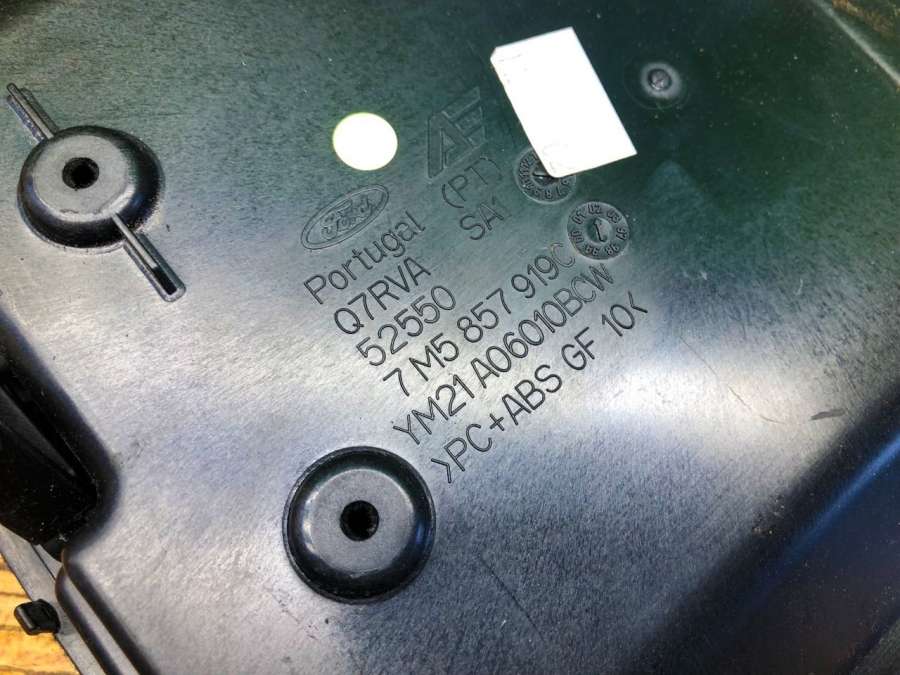 Ford
Portugal (PT)
Q7RVA SA1
52550
7 M5 857 919C
YM21 A06010BCW
>PC+ABS GF 10<